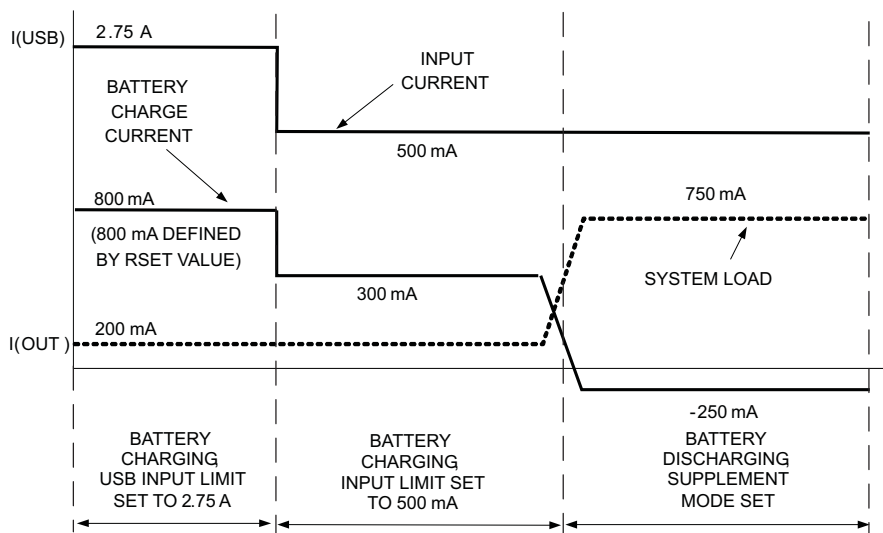 I(USB)
2.75 A
INPUT
CURRENT
BATTERY
CHARGE
CURRENT
500 mA
800 mA
(800 mA DEFINED
BY RSET VALUE)
750 mA
SYSTEM LOAD
300 mA
I(OUT)
200 mA
-250 mA
BATTERY
CHARGING,
USB INPUT LIMIT
SET TO 2.75 A
BATTERY
CHARGING,
INPUT LIMIT SET
TO 500 mA
BATTERY
DISCHARGING,
SUPPLEMENT
MODE SET